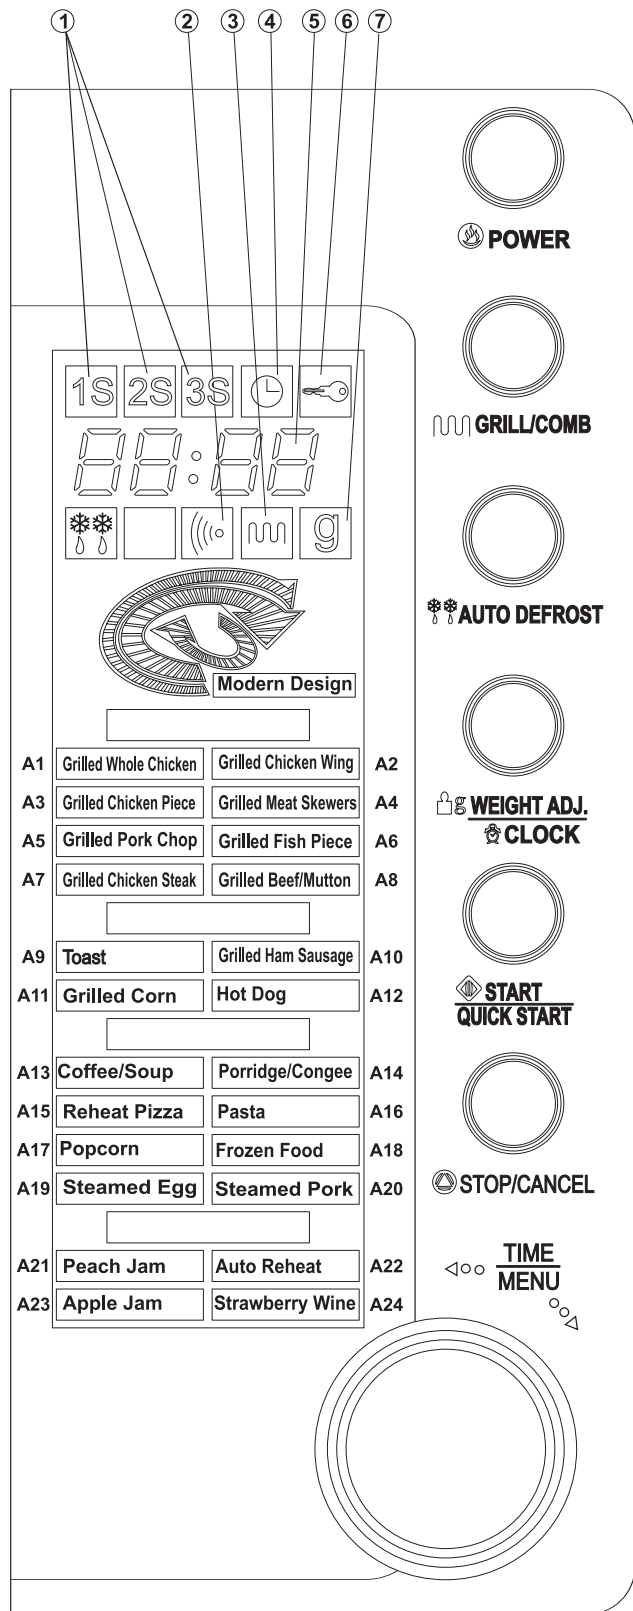 1 2 3 4 5 6 7
POWER
GRILL/COMB
1S 2S 3S
88:88
g
AUTO DEFROST
Modern Design
A1 Grilled Whole Chicken Grilled Chicken Wing A2
A3 Grilled Chicken Piece Grilled Meat Skewers A4
g WEIGHT ADJ.
CLOCK
A5 Grilled Pork Chop Grilled Fish Piece A6
A7 Grilled Chicken Steak Grilled Beef/Mutton A8
A9 Toast Grilled Ham Sausage A10
A11 Grilled Corn Hot Dog A12
START
QUICK START
A13 Coffee/Soup Porridge/Congee A14
A15 Reheat Pizza Pasta A16
A17 Popcorn Frozen Food A18
A19 Steamed Egg Steamed Pork A20
STOP/CANCEL
A21 Peach Jam Auto Reheat A22
A23 Apple Jam Strawberry Wine A24
TIME
MENU